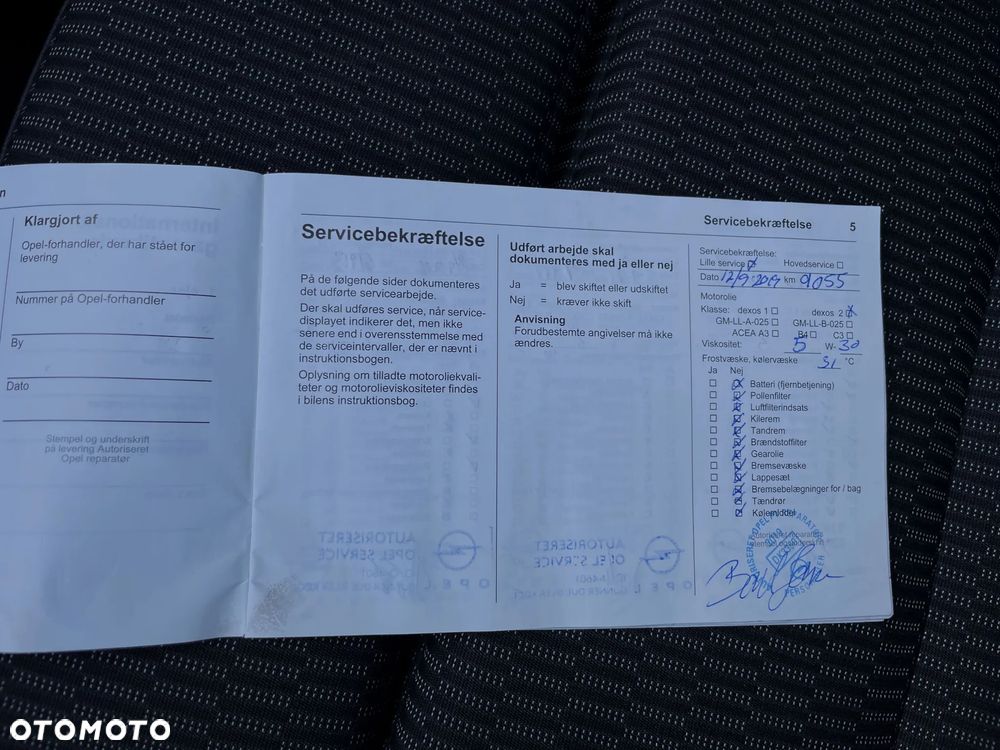 n
Klargjort af
Opel-forhandler, der har stået for
levering
Nummer på Opel-forhandler
By
Dato
Stempel og underskrift
på levering Autoriseret
Opel reparatør
Servicebekræftelse 5
Servicebekræftelse
På de følgende sider dokumenteres
det udførte servicearbejde.
Der skal udføres service, når service-
displayet indikerer det, men ikke
senere end i overensstemmelse med
de serviceintervaller, der er nævnt i
instruktionsbogen.
Oplysning om tilladte motoroliekvali-
teter og motorolieviskositeter findes
i bilens instruktionsbog.
Udført arbejde skal
dokumenteres med ja eller nej
Ja = blev skiftet eller udskiftet
Nej = kræver ikke skift
Anvisning
Forudbestemte angivelser må ikke
ændres.
Servicebekræftelse:
Lille service Hovedservice
Dato 12/9-2019 km 9055
Motorolie
Klasse: dexos 1 dexos 2
GM-LL-A-025 GM-LL-B-025
ACEA A3 B4 C3
Viskositet: 5 W-30
Frostvæske, kølervæske 31 °C
Ja Nej
Batteri (fjernbetjening)
Pollenfilter
Luftfilterindsats
Kilerem
Tandrem
Brændstoffilter
Gearolie
Bremsevæske
Lappesæt
Bremsebelægninger for / bag
Tændrør
Kølemiddel
AUTORISERET
OPEL SERVICE
OPEL
AUTORISERET
OPEL SERVICE
OPEL
OTOMOTO